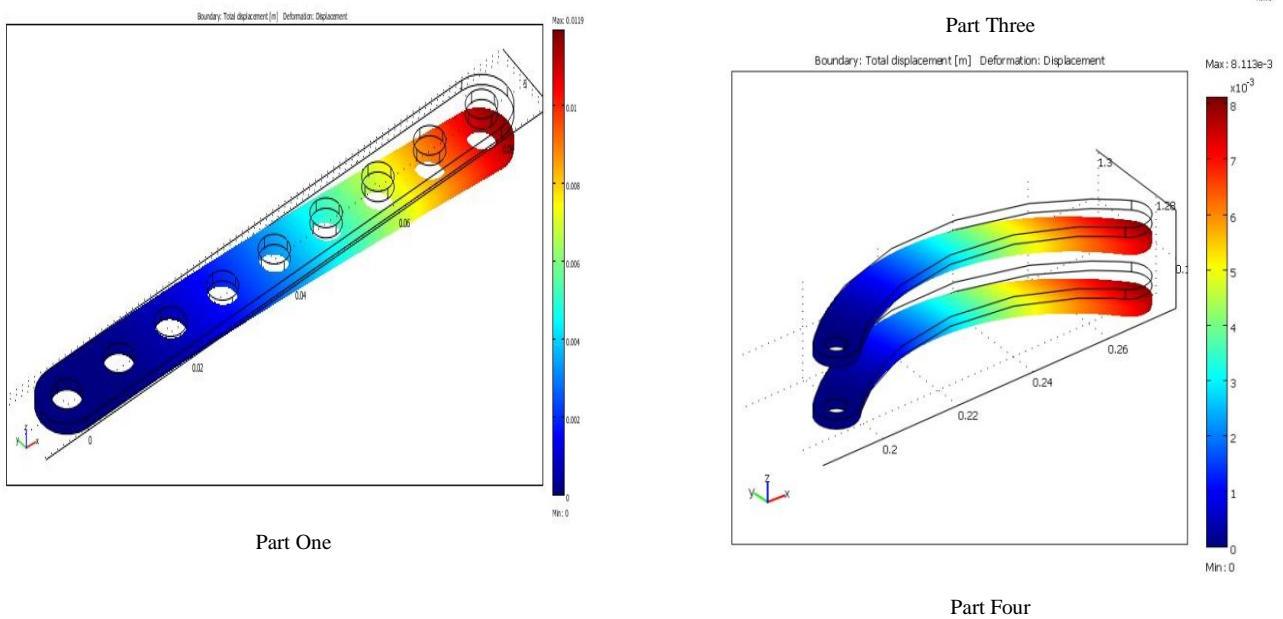 Boundary: Total displacement [m] Deformation: Displacement
Max: 0.0119
0.01
0.008
0.006
0.004
0.002
0
Min: 0
0
0.02
0.04
0.06
y z x
Part One
Part Three
Boundary: Total displacement [m] Deformation: Displacement
Max: 8.113e-3
×10⁻³
8
7
6
5
4
3
2
1
0
Min: 0
1.3
1.28
0.2
0.22
0.24
0.26
y z x
Part Four